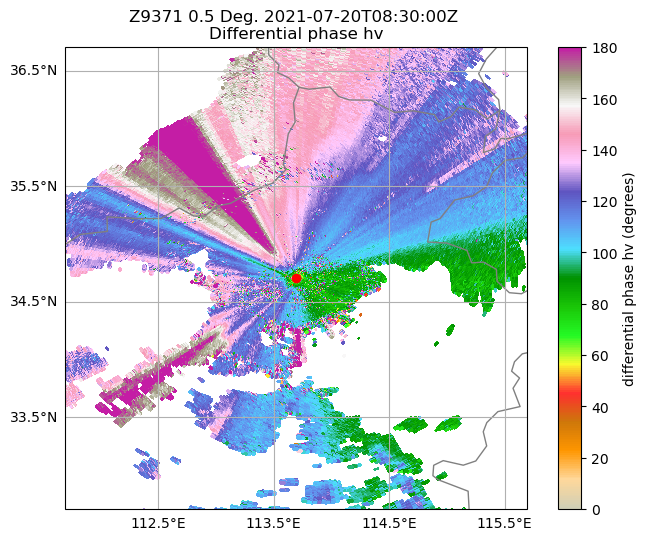 Z9371 0.5 Deg. 2021-07-20T08:30:00Z
Differential phase hv
36.5°N
35.5°N
34.5°N
33.5°N
112.5°E
113.5°E
114.5°E
115.5°E
180
160
140
120
100
80
60
40
20
0
differential phase hv (degrees)